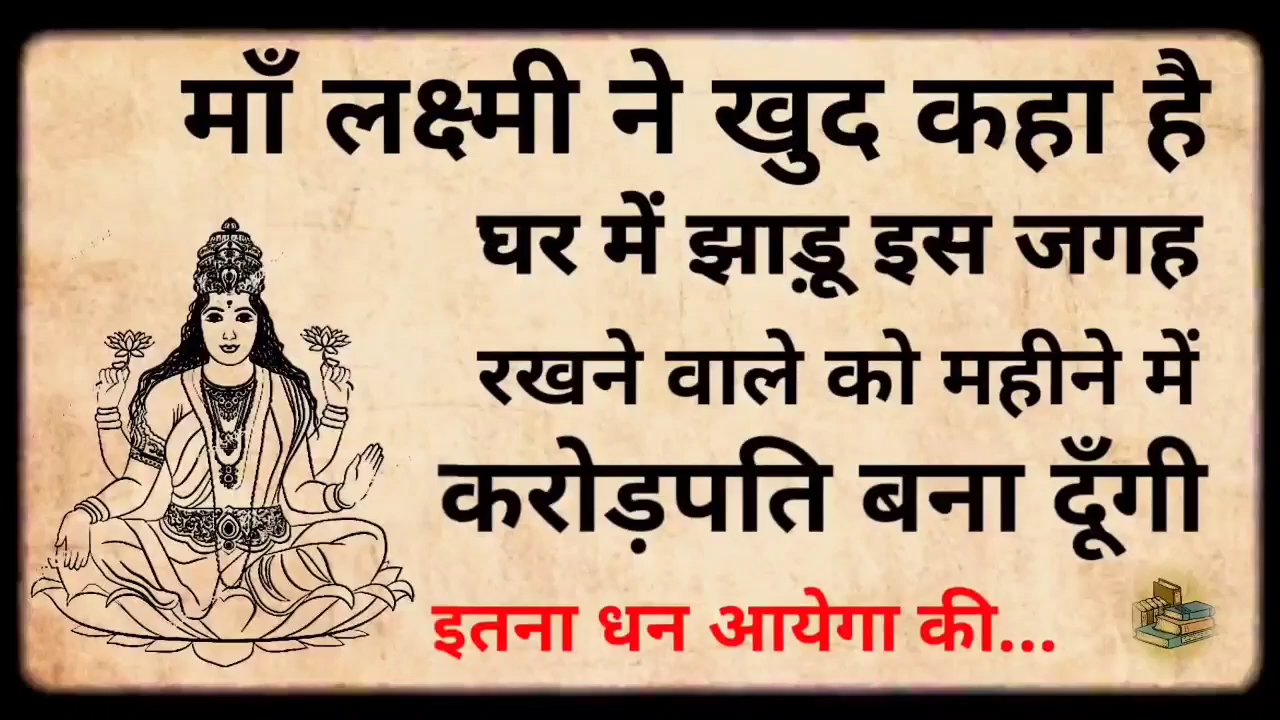 माँ लक्ष्मी ने खुद कहा है
घर में झाड़ू इस जगह
रखने वाले को महीने में
करोड़पति बना दूँगी
इतना धन आयेगा की...